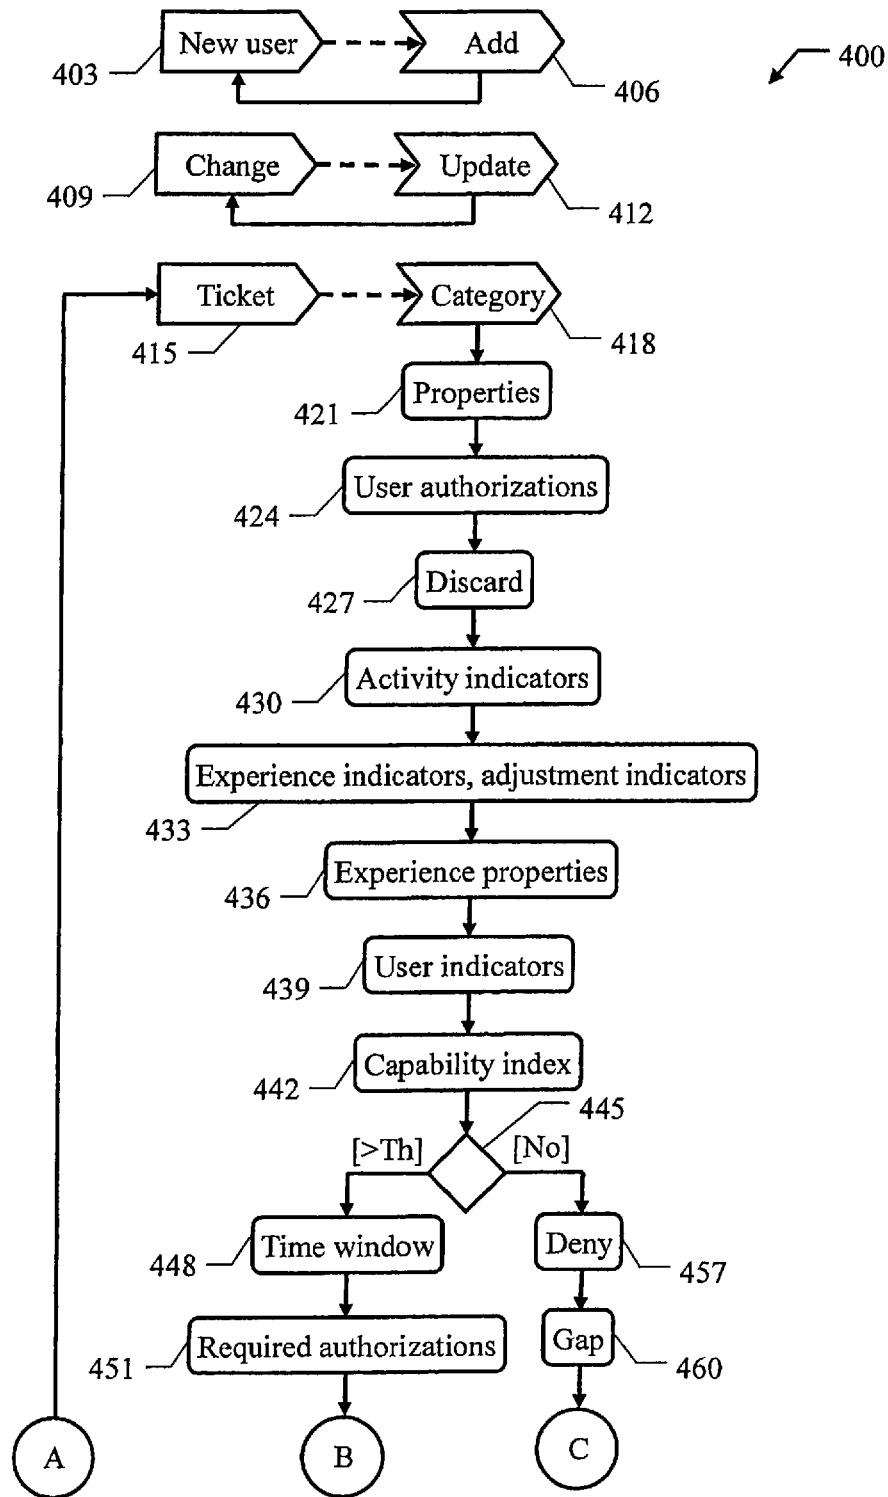 New user
Add
400
403
406
Change
Update
409
412
Ticket
Category
415
418
Properties
421
User authorizations
424
Discard
427
Activity indicators
430
Experience indicators, adjustment indicators
433
Experience properties
436
User indicators
439
Capability index
442
445
[>Th]
[No]
Time window
Deny
448
457
Required authorizations
Gap
451
460
A
B
C